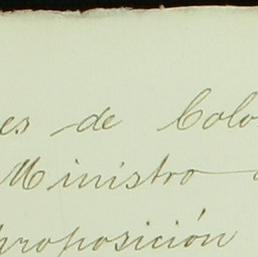 es de Colo
Ministro
proposición